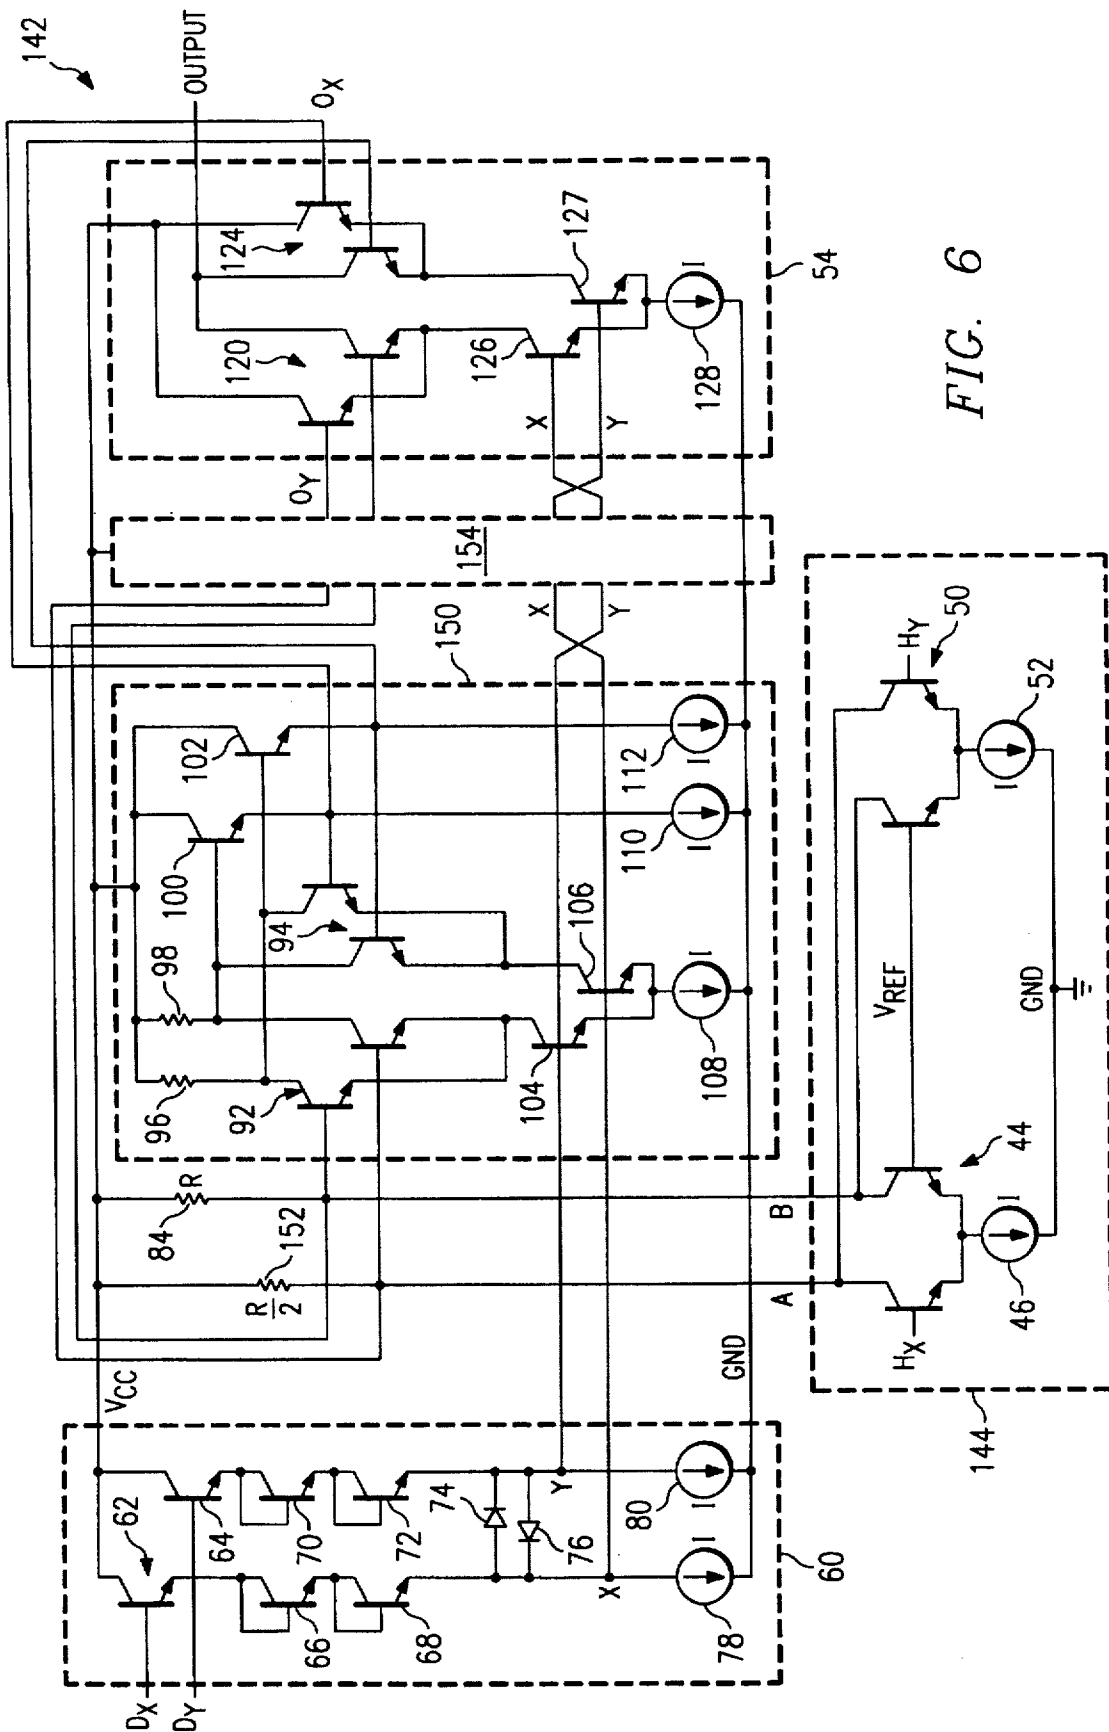 142
OUTPUT
O_X
124
120
127
126
X
Y
128
54
O_Y
154
X
Y
150
102
100
98
96
94
92
106
104
112
I
110
I
108
I
I
84
R
152
R/2
V_CC
GND
B
A
62
64
66
70
68
72
74
76
Y
X
80
I
78
I
60
D_X
D_Y
H_X
H_Y
50
52
I
V_REF
GND
44
46
I
144
FIG. 6